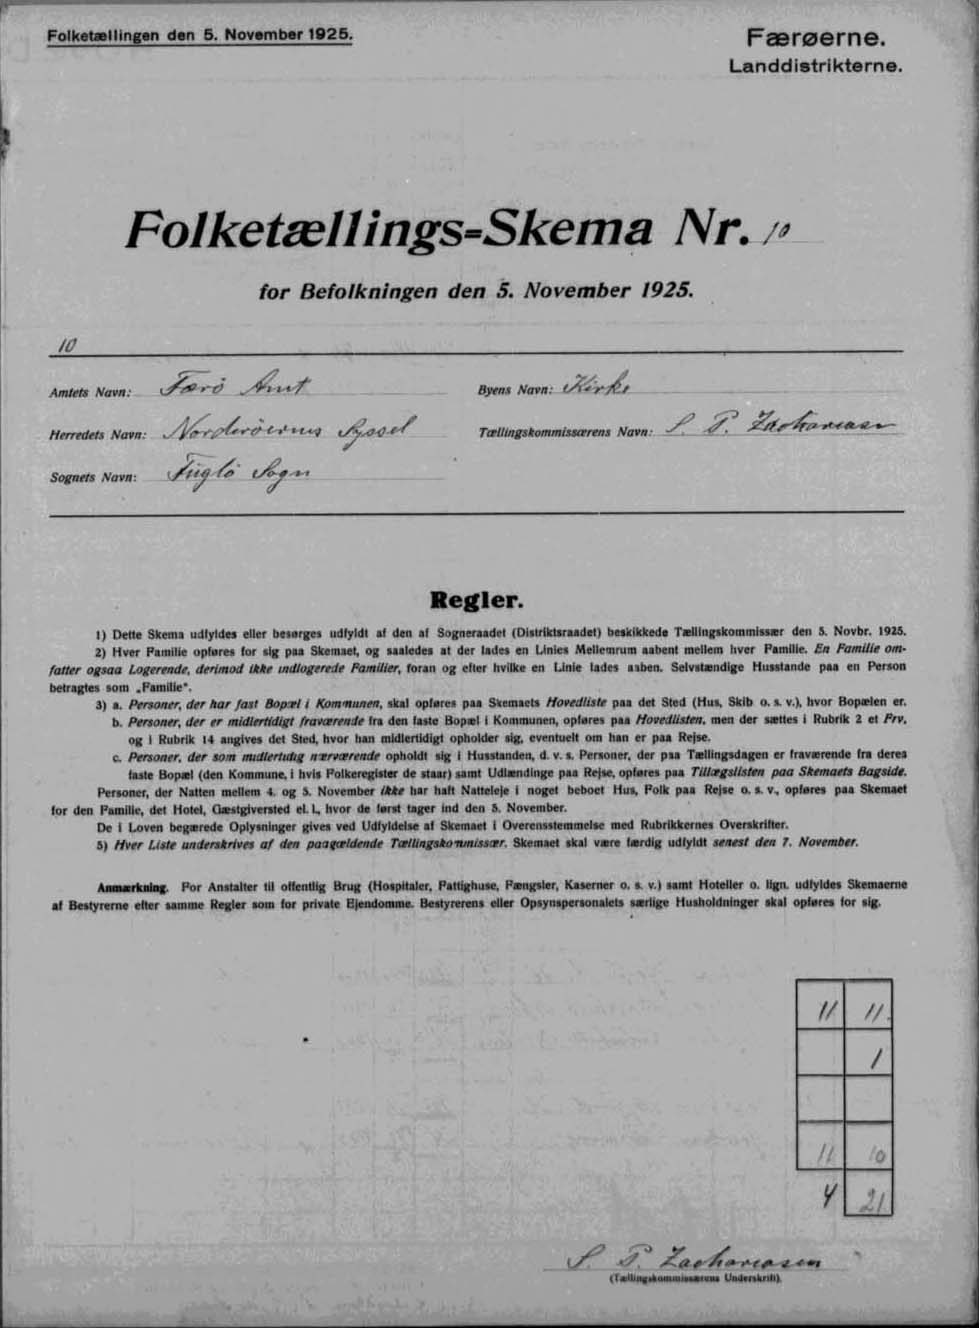 Folketællingen den 5. November 1925.
Færøerne.
Landdistrikterne.
Folketællings=Skema Nr. 10
for Befolkningen den 5. November 1925.
10
Amtets Navn: Færö Amt
Byens Navn: Kirke
Herredets Navn: Norderöernes Syssel
Tællingskommissærens Navn: S. P. Zachariasen
Sognets Navn: Fuglö Sogn
Regler.
1) Dette Skema udfyldes eller besørges udfyldt af den af Sogneraadet (Distriktsraadet) beskikkede Tællingskommissær den 5. Novbr. 1925.
2) Hver Familie opføres for sig paa Skemaet, og saaledes at der lades en Linies Mellemrum aabent mellem hver Familie. En Familie om-
fatter ogsaa Logerende, derimod ikke indlogerede Familier, foran og efter hvilke en Linie lades aaben. Selvstændige Husstande paa en Person
betragtes som „Familie“.
3) a. Personer, der har fast Bopæl i Kommunen, skal opføres paa Skemaets Hovedliste paa det Sted (Hus, Skib o. s. v.), hvor Bopælen er.
b. Personer, der er midlertidigt fraværende fra den faste Bopæl i Kommunen, opføres paa Hovedlisten, men der sættes i Rubrik 2 et Frv,
og i Rubrik 14 angives det Sted, hvor han midlertidigt opholder sig, eventuelt om han er paa Rejse.
c. Personer, der som midlertidig nærværende opholdt sig i Husstanden, d. v. s. Personer, der paa Tællingsdagen er fraværende fra deres
faste Bopæl (den Kommune, i hvis Folkeregister de staar) samt Udlændinge paa Rejse, opføres paa Tillægslisten paa Skemaets Bagside.
Personer, der Natten mellem 4. og 5. November ikke har haft Natteleje i noget beboet Hus, Folk paa Rejse o. s. v., opføres paa Skemaet
for den Familie, det Hotel, Gæstgiversted el. l., hvor de først tager ind den 5. November.
De i Loven begærede Oplysninger gives ved Udfyldelse af Skemaet i Overensstemmelse med Rubrikkernes Overskrifter.
5) Hver Liste underskrives af den paagældende Tællingskommissær. Skemaet skal være færdig udfyldt senest den 7. November.
Anmærkning. For Anstalter til offentlig Brug (Hospitaler, Fattighuse, Fængsler, Kaserner o. s. v.) samt Hoteller o. lign. udfyldes Skemaerne
af Bestyrerne efter samme Regler som for private Ejendomme. Bestyrerens eller Opsynspersonalets særlige Husholdninger skal opføres for sig.
11 11.
1
11 10
4 21
S. P. Zachariasen
(Tællingskommissærens Underskrift).